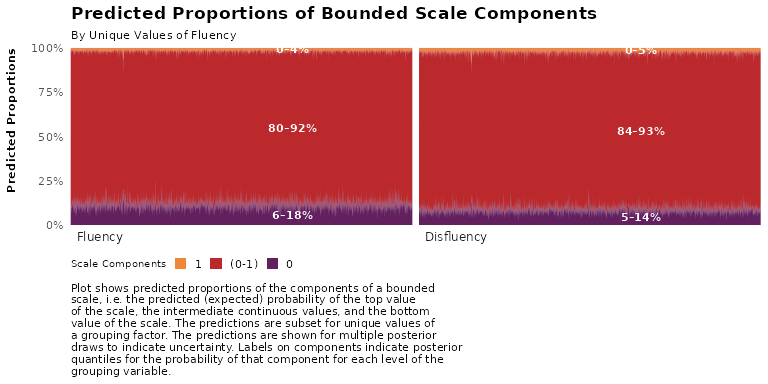 Predicted Proportions of Bounded Scale Components
By Unique Values of Fluency
Predicted Proportions
100%
75%
50%
25%
0%
0–4%
80–92%
6–18%
0–5%
84–93%
5–14%
Fluency
Disfluency
Scale Components 1 (0-1) 0
Plot shows predicted proportions of the components of a bounded
scale, i.e. the predicted (expected) probability of the top value
of the scale, the intermediate continuous values, and the bottom
value of the scale. The predictions are subset for unique values of
a grouping factor. The predictions are shown for multiple posterior
draws to indicate uncertainty. Labels on components indicate posterior
quantiles for the probability of that component for each level of the
grouping variable.